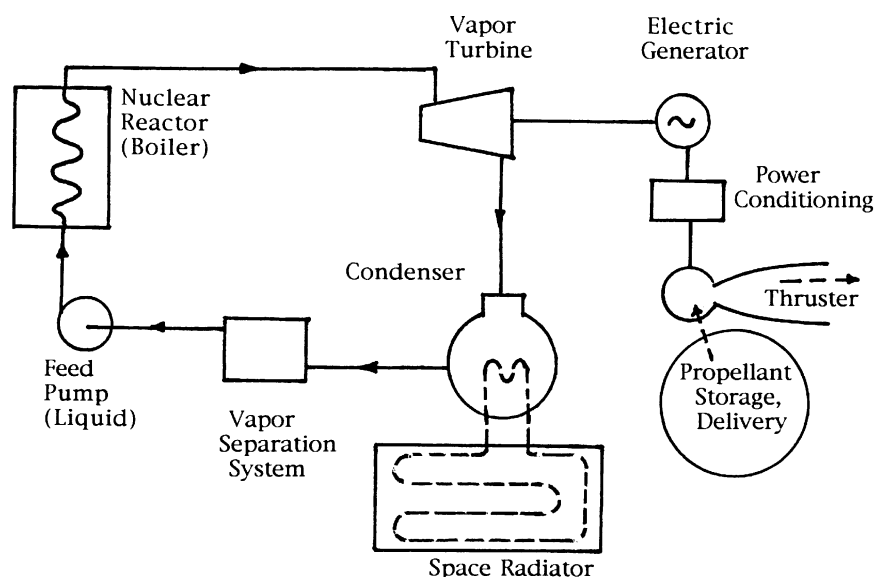 Vapor
Turbine
Electric
Generator
Nuclear
Reactor
(Boiler)
Power
Conditioning
Condenser
Thruster
Feed
Pump
(Liquid)
Vapor
Separation
System
Propellant
Storage,
Delivery
Space Radiator